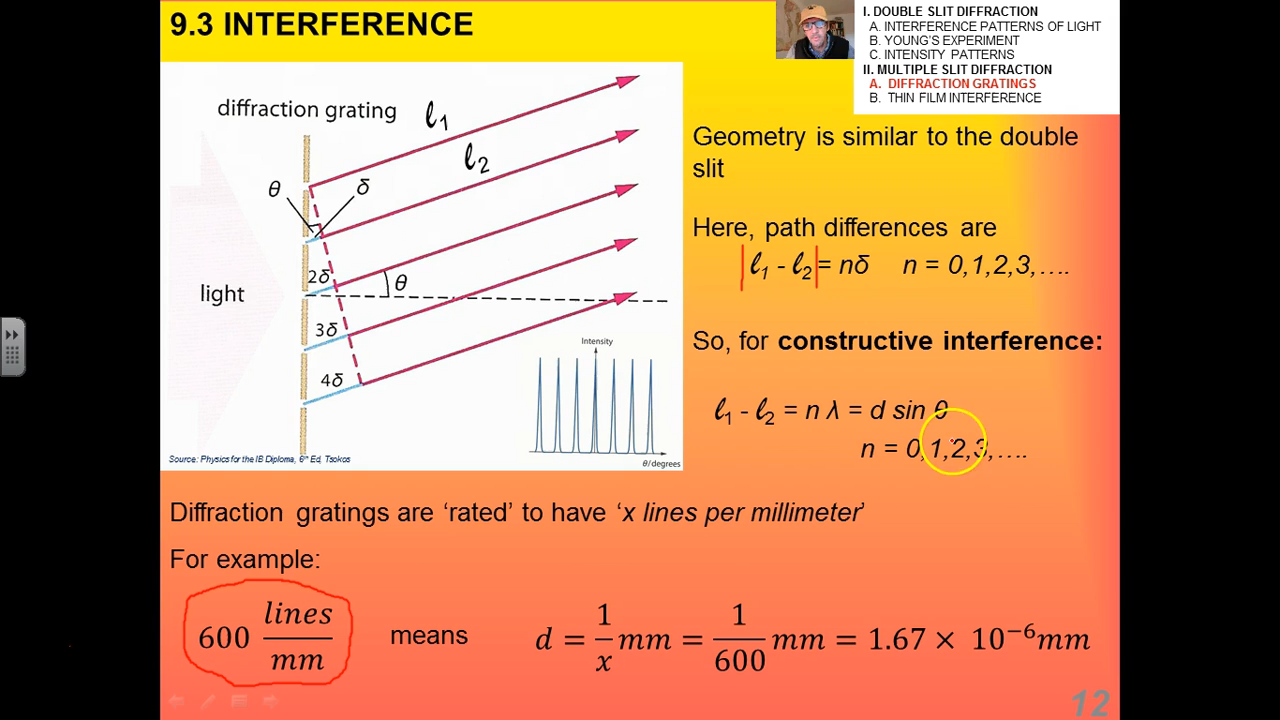 9.3 INTERFERENCE
I. DOUBLE SLIT DIFFRACTION
A. INTERFERENCE PATTERNS OF LIGHT
B. YOUNG'S EXPERIMENT
C. INTENSITY PATTERNS
II. MULTIPLE SLIT DIFFRACTION
A. DIFFRACTION GRATINGS
B. THIN FILM INTERFERENCE
diffraction grating
ℓ1
ℓ2
θ
δ
2δ
θ
light
3δ
4δ
Intensity
θ/degrees
Source: Physics for the IB Diploma, 6th Ed, Tsokos
Geometry is similar to the double
slit
Here, path differences are
|ℓ1 - ℓ2| = nδ n = 0,1,2,3,….
So, for constructive interference:
ℓ1 - ℓ2 = n λ = d sin θ
n = 0,1,2,3,….
Diffraction gratings are ‘rated’ to have ‘x lines per millimeter’
For example:
600 lines/mm means d = 1/x mm = 1/600 mm = 1.67 × 10⁻⁶ mm
12